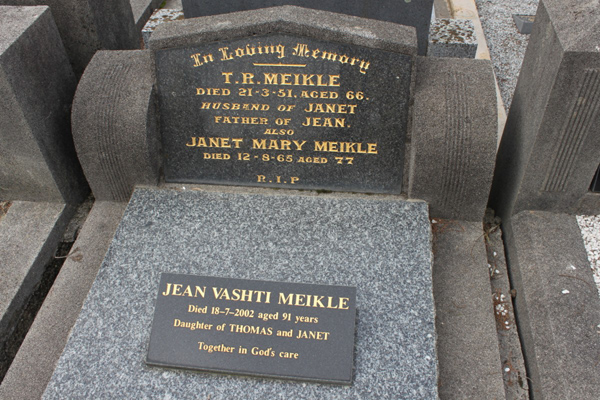 In Loving Memory
T.R. MEIKLE
DIED 21-3-51. AGED 66.
HUSBAND OF JANET
FATHER OF JEAN.
ALSO
JANET MARY MEIKLE
DIED 12-8-65 AGED 77
R.I.P
JEAN VASHTI MEIKLE
Died 18-7-2002 aged 91 years
Daughter of THOMAS and JANET
Together in God's care